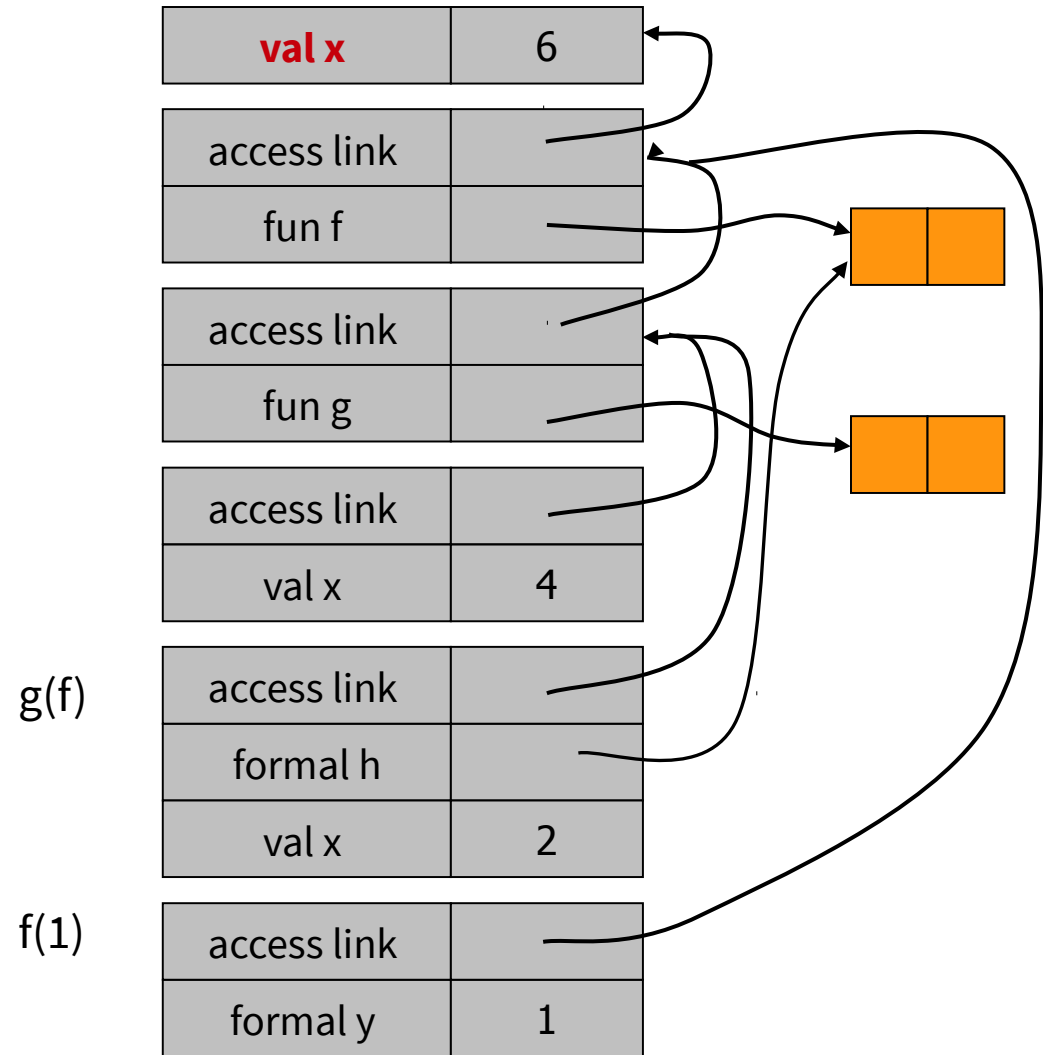 val x 6
access link
fun f
access link
fun g
access link
val x 4
g(f) access link
formal h
val x 2
f(1) access link
formal y 1